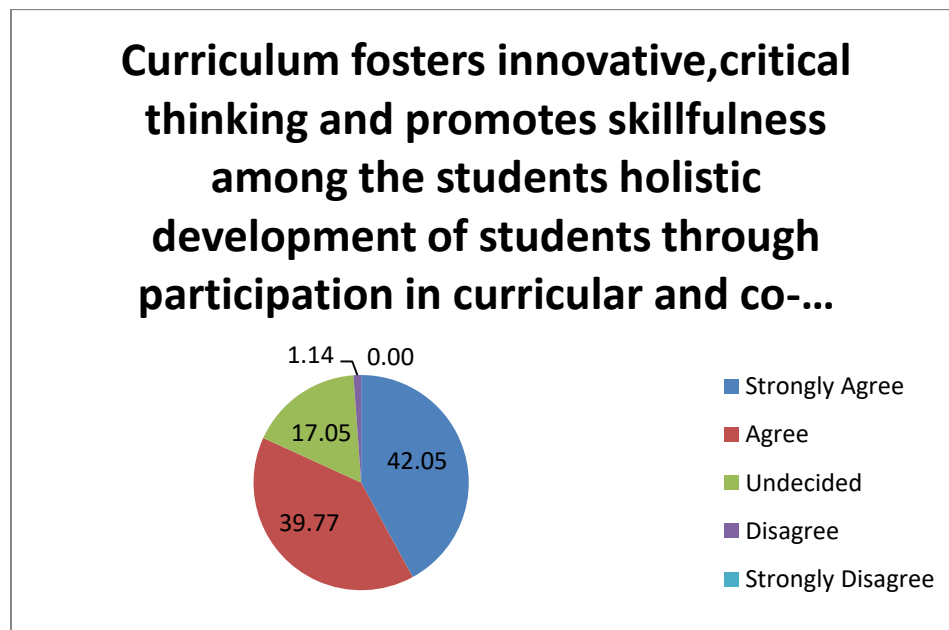 Curriculum fosters innovative,critical
thinking and promotes skillfulness
among the students holistic
development of students through
participation in curricular and co-...
1.14
0.00
17.05
42.05
39.77
Strongly Agree
Agree
Undecided
Disagree
Strongly Disagree